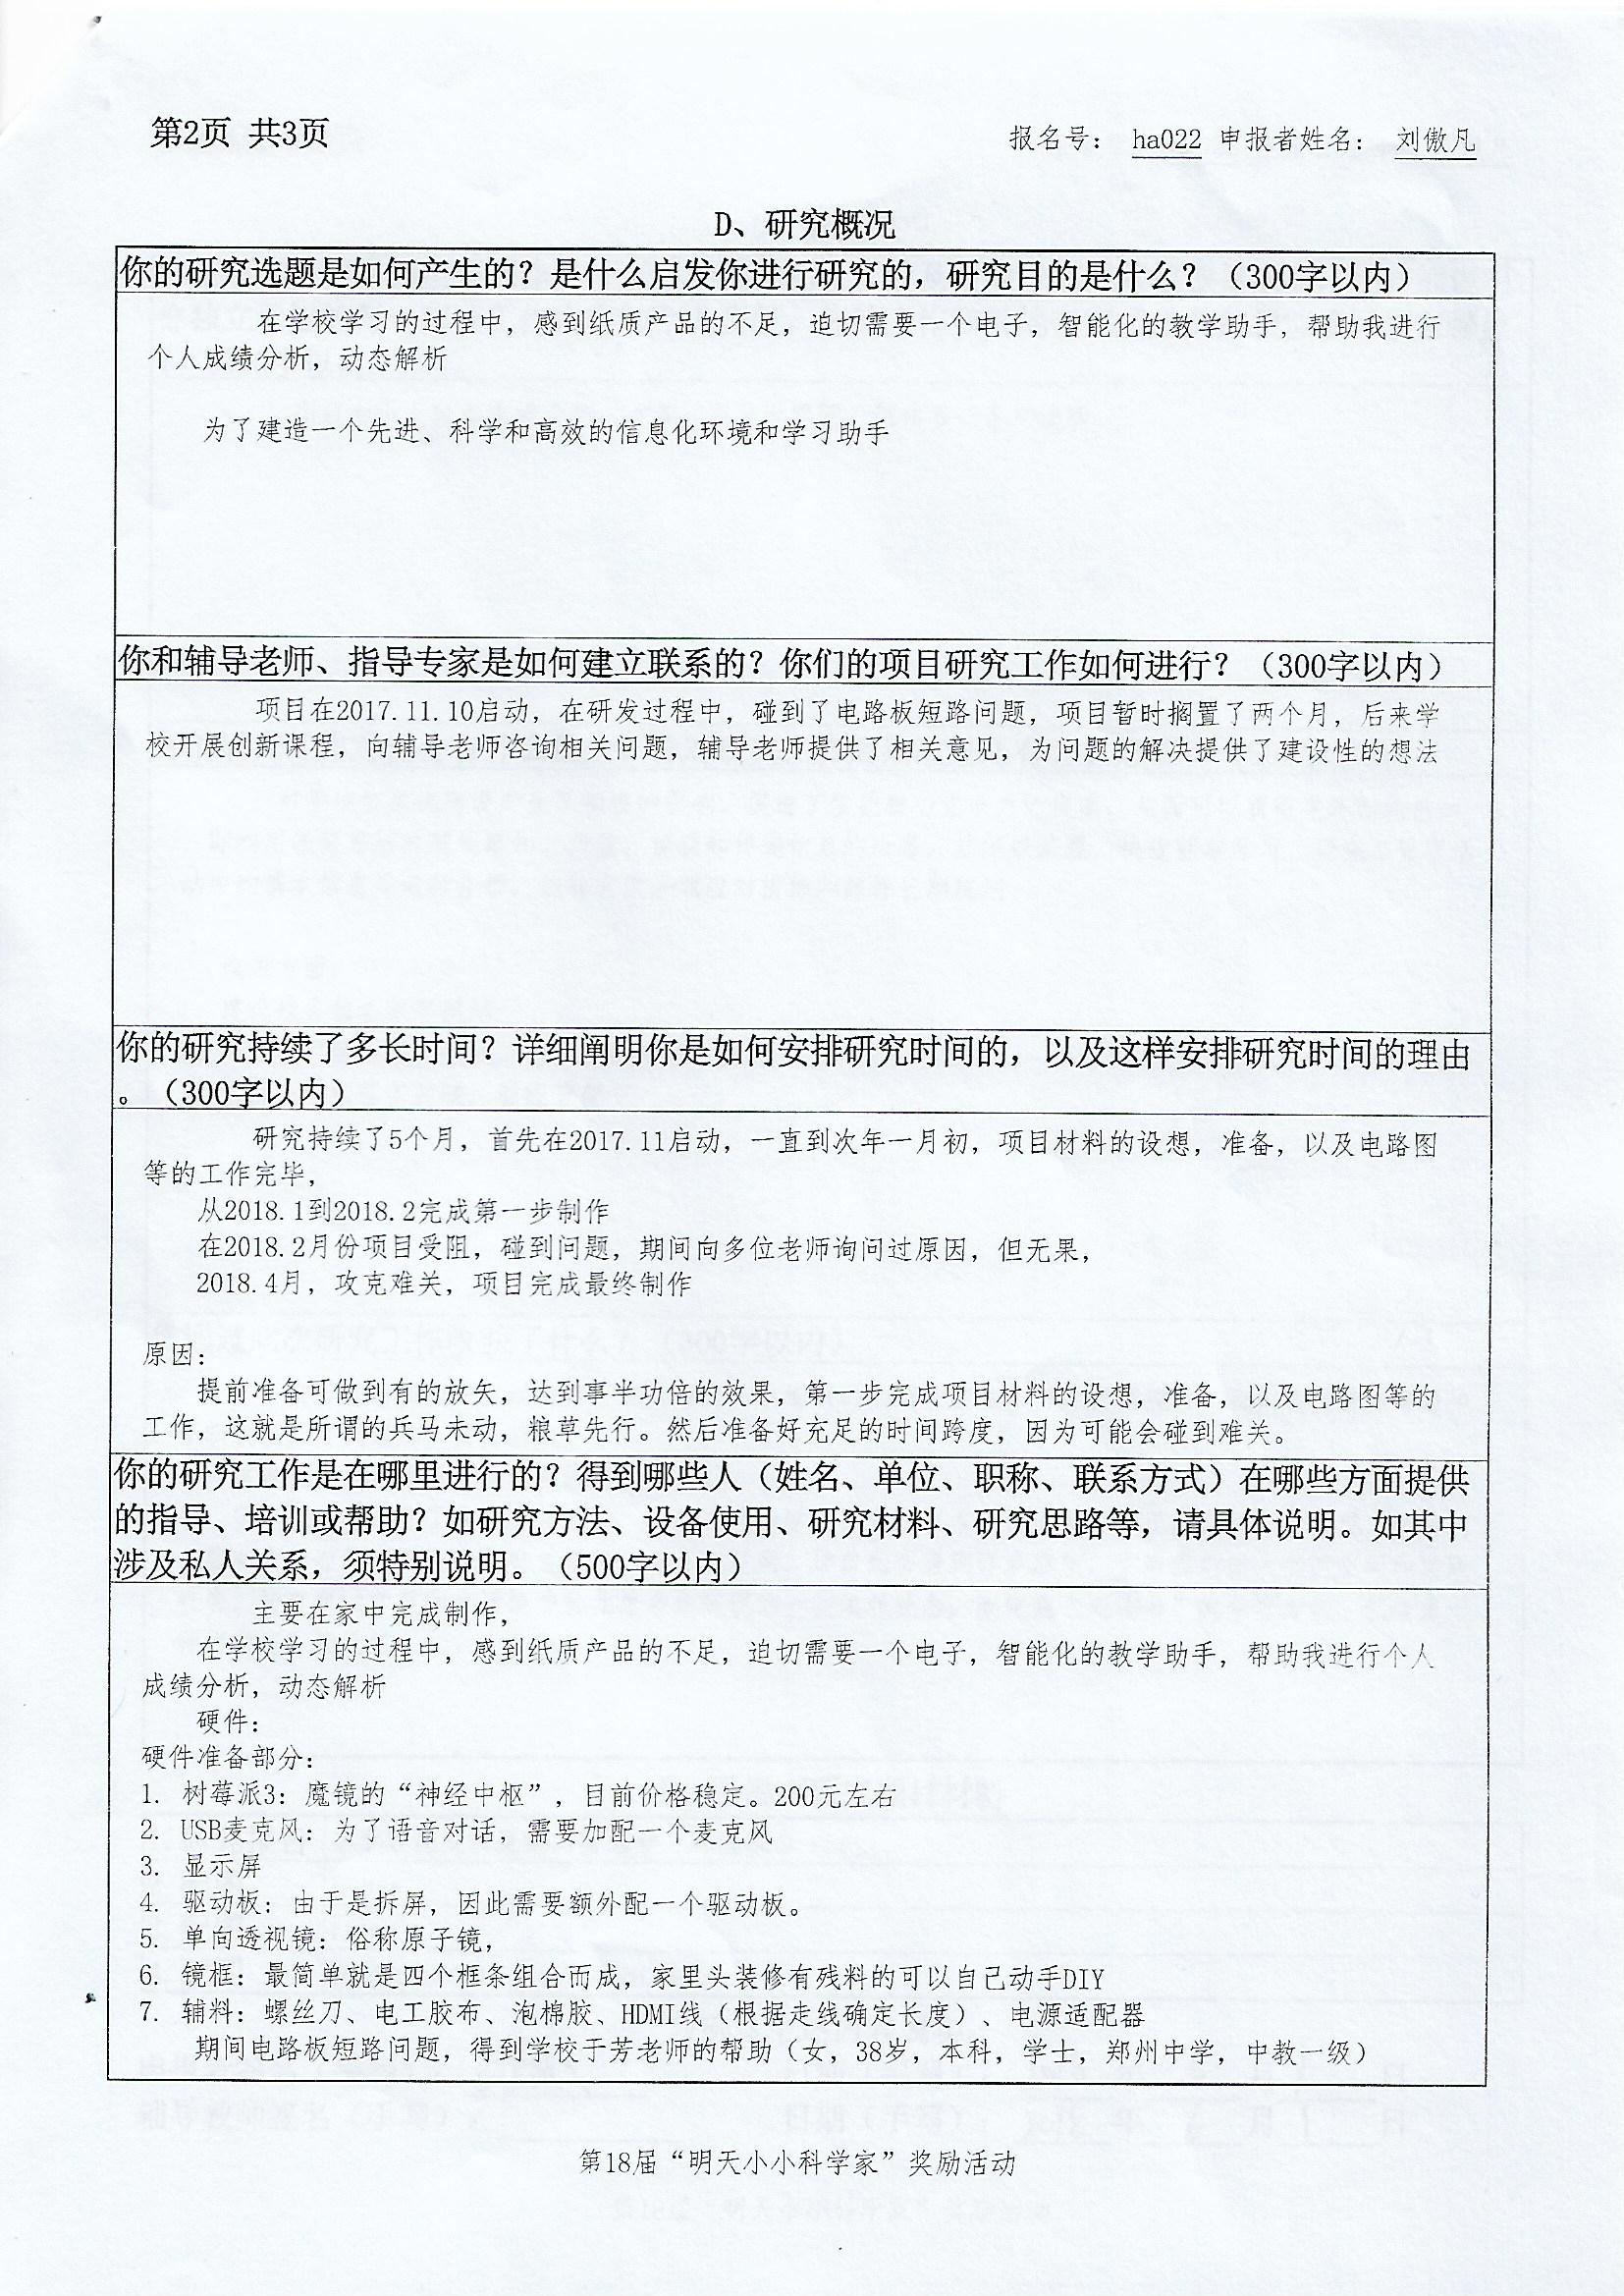 第2页 共3页
报名号： ha022 申报者姓名： 刘傲凡
D、研究概况
你的研究选题是如何产生的？是什么启发你进行研究的，研究目的是什么？（300字以内）
在学校学习的过程中，感到纸质产品的不足，迫切需要一个电子，智能化的教学助手，帮助我进行
个人成绩分析，动态解析
为了建造一个先进、科学和高效的信息化环境和学习助手
你和辅导老师、指导专家是如何建立联系的？你们的项目研究工作如何进行？（300字以内）
项目在2017.11.10启动，在研发过程中，碰到了电路板短路问题，项目暂时搁置了两个月，后来学
校开展创新课程，向辅导老师咨询相关问题，辅导老师提供了相关意见，为问题的解决提供了建设性的想法
你的研究持续了多长时间？详细阐明你是如何安排研究时间的，以及这样安排研究时间的理由
。（300字以内）
研究持续了5个月，首先在2017.11启动，一直到次年一月初，项目材料的设想，准备，以及电路图
等的工作完毕，
从2018.1到2018.2完成第一步制作
在2018.2月份项目受阻，碰到问题，期间向多位老师询问过原因，但无果，
2018.4月，攻克难关，项目完成最终制作
原因：
提前准备可做到有的放矢，达到事半功倍的效果，第一步完成项目材料的设想，准备，以及电路图等的
工作，这就是所谓的兵马未动，粮草先行。然后准备好充足的时间跨度，因为可能会碰到难关。
你的研究工作是在哪里进行的？得到哪些人（姓名、单位、职称、联系方式）在哪些方面提供
的指导、培训或帮助？如研究方法、设备使用、研究材料、研究思路等，请具体说明。如其中
涉及私人关系，须特别说明。（500字以内）
主要在家中完成制作，
在学校学习的过程中，感到纸质产品的不足，迫切需要一个电子，智能化的教学助手，帮助我进行个人
成绩分析，动态解析
硬件：
硬件准备部分：
1. 树莓派3：魔镜的“神经中枢”，目前价格稳定。200元左右
2. USB麦克风：为了语音对话，需要加配一个麦克风
3. 显示屏
4. 驱动板：由于是拆屏，因此需要额外配一个驱动板。
5. 单向透视镜：俗称原子镜，
6. 镜框：最简单就是四个框条组合而成，家里头装修有残料的可以自己动手DIY
7. 辅料：螺丝刀、电工胶布、泡棉胶、HDMI线（根据走线确定长度）、电源适配器
期间电路板短路问题，得到学校于芳老师的帮助（女，38岁，本科，学士，郑州中学，中教一级）
第18届“明天小小科学家”奖励活动